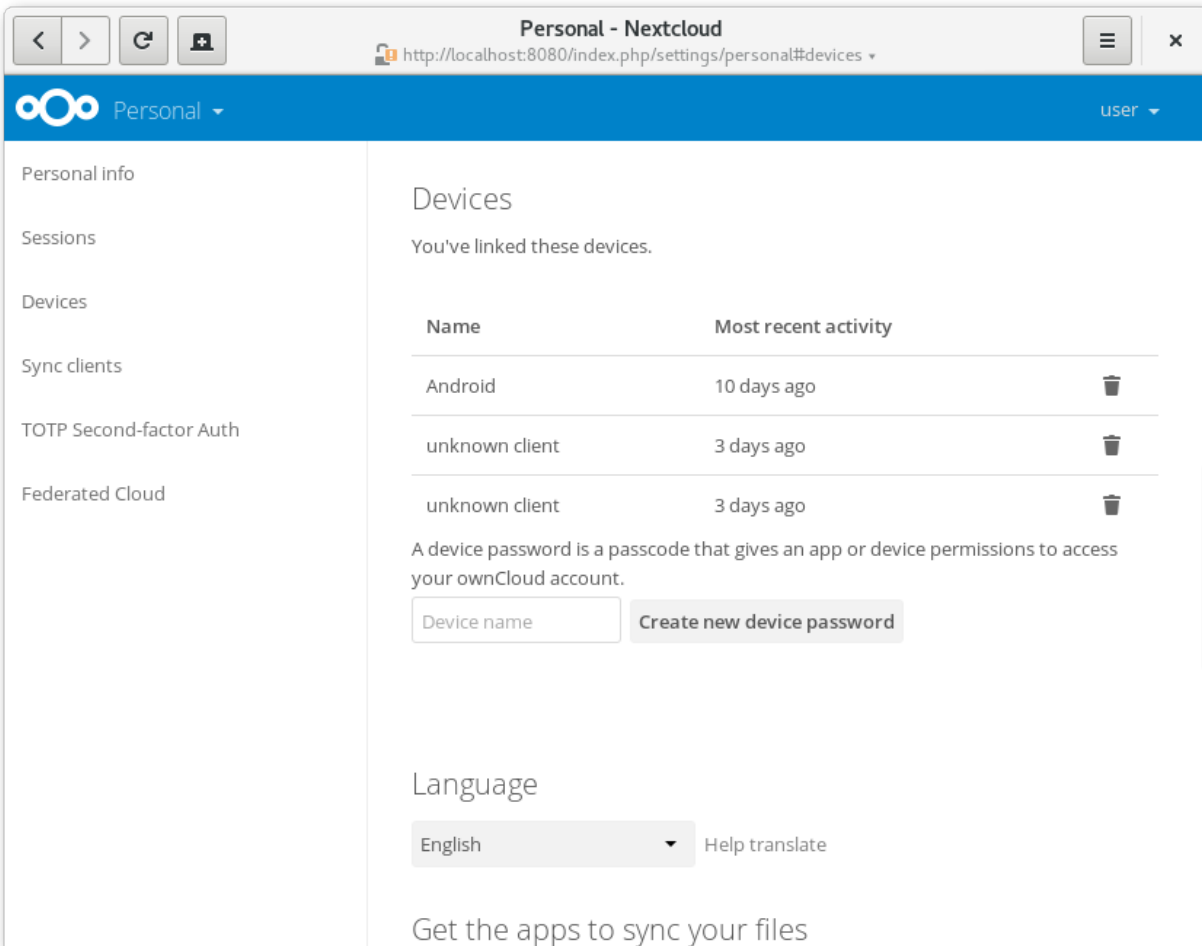 Personal - Nextcloud
http://localhost:8080/index.php/settings/personal#devices
Personal
user
Personal info
Sessions
Devices
Sync clients
TOTP Second-factor Auth
Federated Cloud
Devices
You've linked these devices.
Name Most recent activity
Android 10 days ago
unknown client 3 days ago
unknown client 3 days ago
A device password is a passcode that gives an app or device permissions to access
your ownCloud account.
Device name Create new device password
Language
English Help translate
Get the apps to sync your files